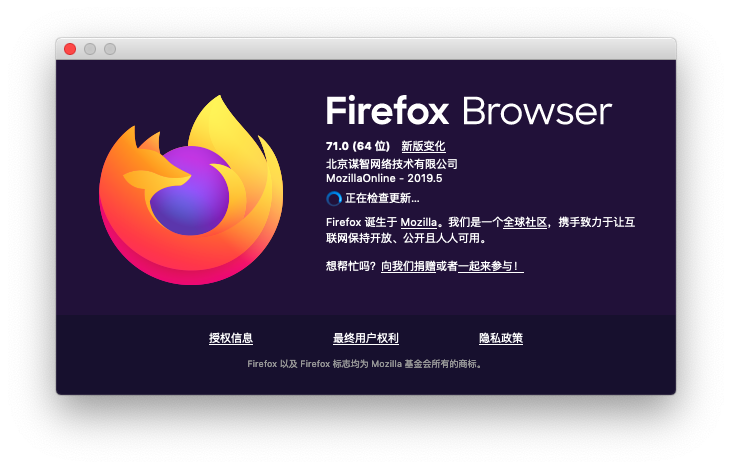 Firefox Browser
71.0 (64 位) 新版变化
北京谋智网络技术有限公司
MozillaOnline - 2019.5
正在检查更新...
Firefox 诞生于 Mozilla。我们是一个全球社区，携手致力于让互
联网保持开放、公开且人人可用。
想帮忙吗？向我们捐赠或者一起来参与！
授权信息 最终用户权利 隐私政策
Firefox 以及 Firefox 标志均为 Mozilla 基金会所有的商标。